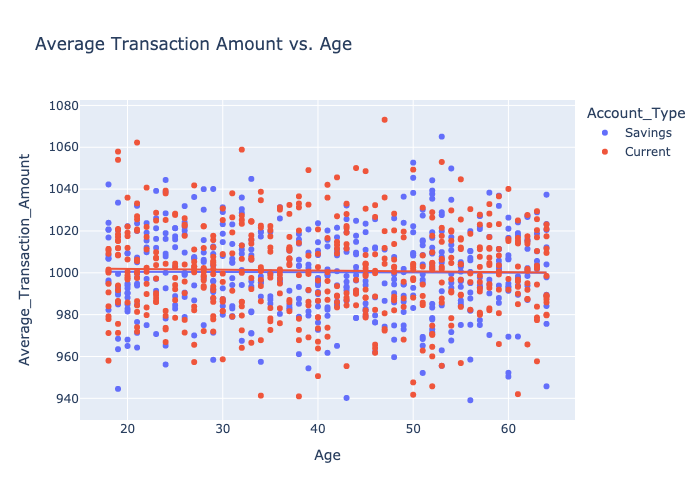 Average Transaction Amount vs. Age
Account_Type
Savings
Current
Average_Transaction_Amount
1080
1060
1040
1020
1000
980
960
940
20
30
40
50
60
Age